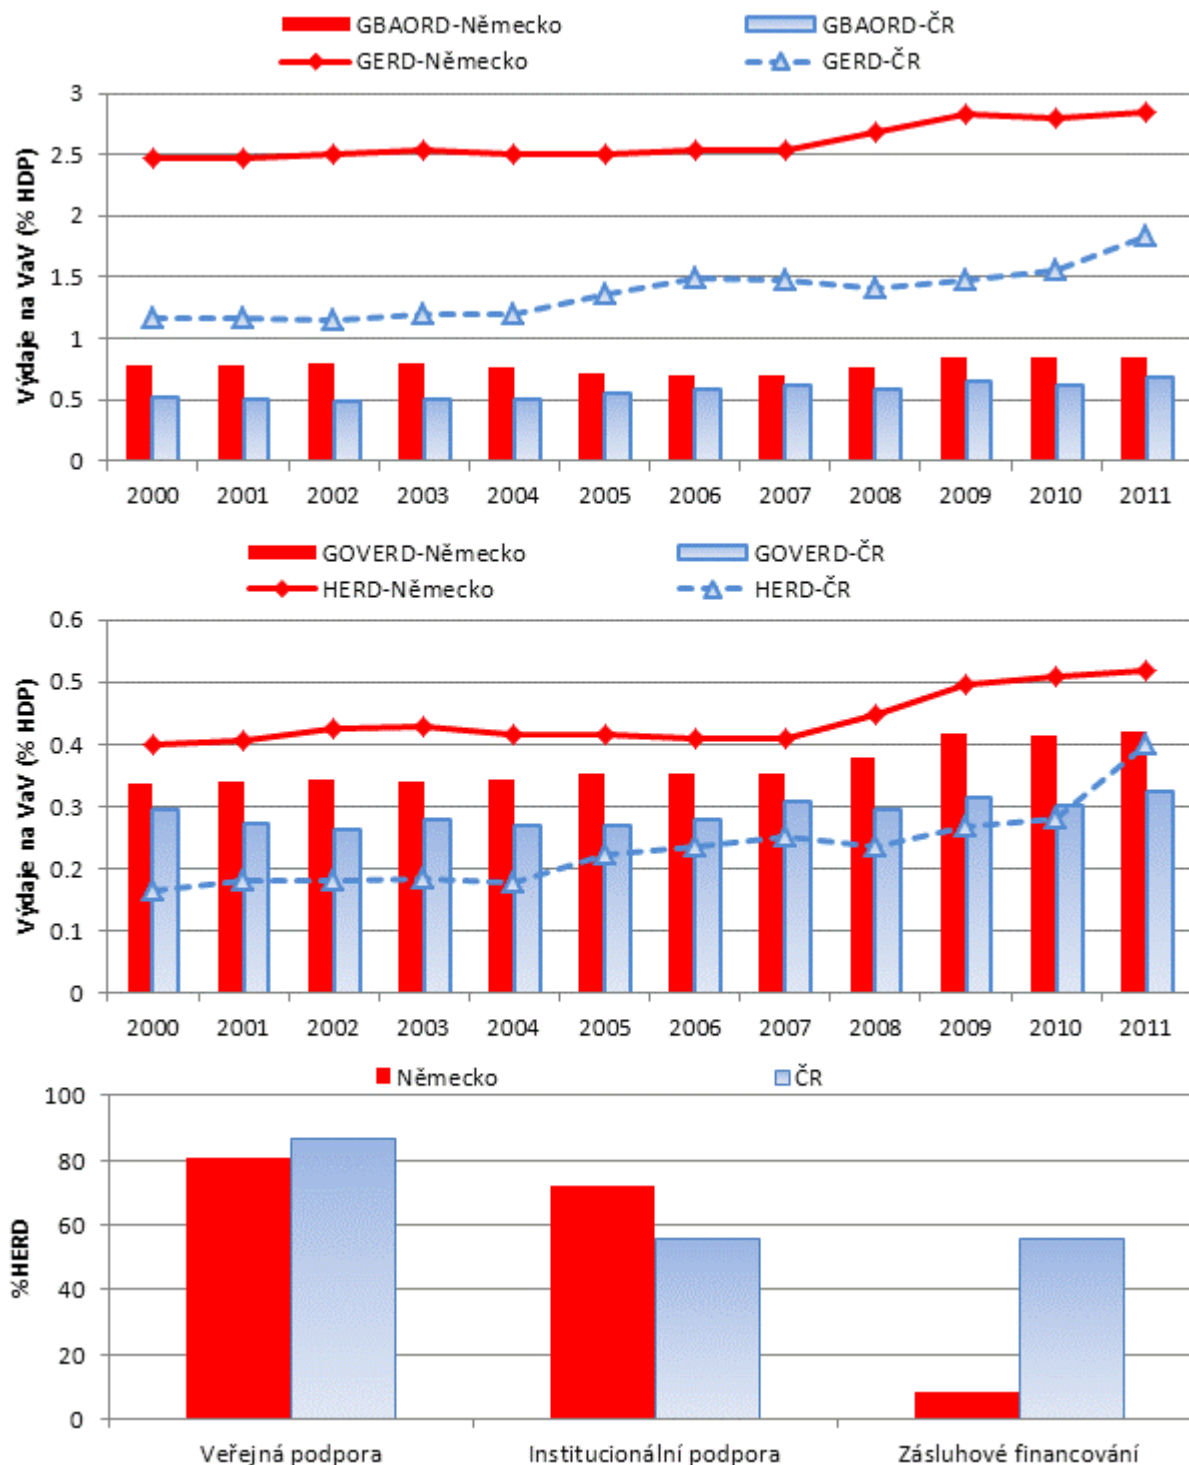 GBAORD-Německo GBAORD-ČR
GERD-Německo GERD-ČR
Výdaje na VaV (% HDP)
3
2.5
2
1.5
1
0.5
0
2000 2001 2002 2003 2004 2005 2006 2007 2008 2009 2010 2011
GOVERD-Německo GOVERD-ČR
HERD-Německo HERD-ČR
Výdaje na VaV (% HDP)
0.6
0.5
0.4
0.3
0.2
0.1
0
2000 2001 2002 2003 2004 2005 2006 2007 2008 2009 2010 2011
Německo ČR
%HERD
100
80
60
40
20
0
Veřejná podpora Institucionální podpora Zásluhové financování